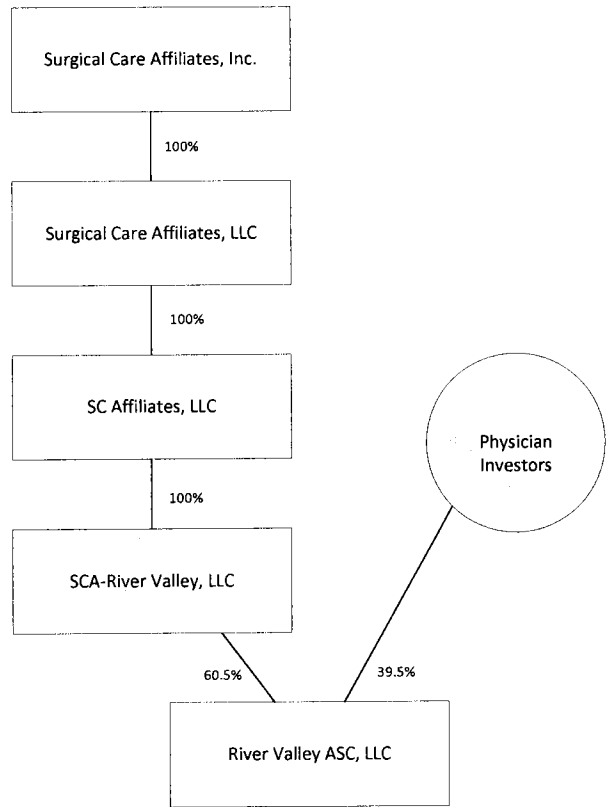 Surgical Care Affiliates, Inc.
100%
Surgical Care Affiliates, LLC
100%
SC Affiliates, LLC
Physician
Investors
100%
SCA-River Valley, LLC
60.5%
39.5%
River Valley ASC, LLC